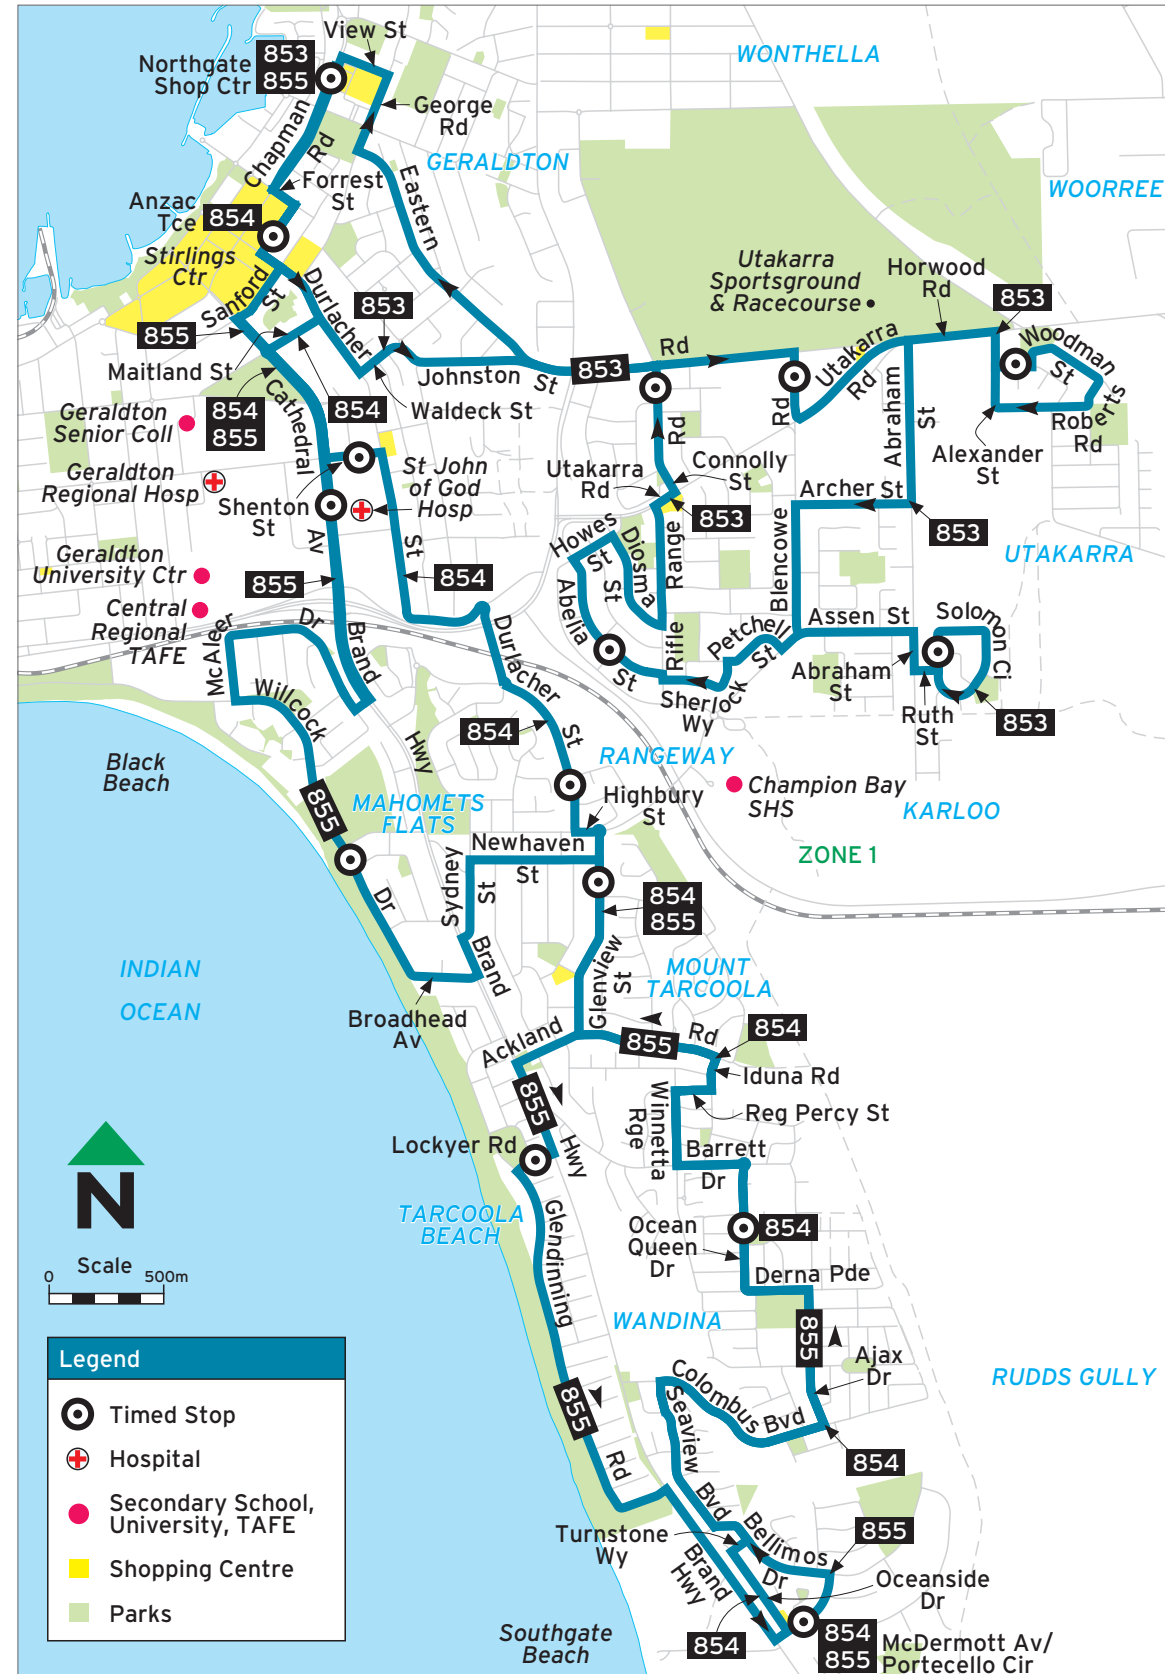 View St
WONTHELLA
Northgate
Shop Ctr
853
855
George
Rd
Chapman
Rd
GERALDTON
Forrest
St
Eastern
WOORREE
Anzac
Tce
854
Stirlings
Ctr
Utakarra
Sportsground
& Racecourse
Horwood
Rd
Sanford
St
Durlacher
853
853
855
Rd
853
Woodman
St
Utakarra
Rd
Maitland St
Johnston St
Rd
Roberts
Rd
854
Waldeck St
Abraham
St
Geraldton
Senior Coll
854
855
Cathedral
Av
Alexander
St
Rd
Connolly
St
Utakarra
Rd
St John
of God
Hosp
Geraldton
Regional Hosp
Shenton
St
Archer St
853
853
Howes
St
Diosma
St
Range
Rifle
Blencowe
UTAKARRA
Geraldton
University Ctr
St
855
854
Abelia
St
Central
Regional
TAFE
McAleer
Dr
Brand
Durlacher
St
Petchell
St
Assen St
Solomon Ci
Abraham
St
Willcock
Sherlock
Wy
Ruth
St
853
854
Hwy
RANGEWAY
Black
Beach
Champion Bay
SHS
855
MAHOMETS
FLATS
Highbury
St
KARLOO
Newhaven
St
ZONE 1
Sydney
St
Dr
854
855
Brand
Glenview
St
INDIAN
OCEAN
MOUNT
TARCOOLA
Broadhead
Av
Ackland
855
Rd
854
Iduna Rd
855
Winnetta
Rge
Reg Percy St
Hwy
Lockyer Rd
Barrett
Dr
N
TARCOOLA
BEACH
Glendinning
Ocean
Queen
Dr
854
Scale
0 500m
Derna Pde
WANDINA
855
Legend
Ajax
Dr
Colombus
Bvd
RUDDS GULLY
855
Seaview
Bvd
Timed Stop
Rd
854
Hospital
Secondary School,
University, TAFE
Turnstone
Wy
Bellimos
Dr
855
Shopping Centre
Brand
Hwy
Oceanside
Dr
Parks
Southgate
Beach
854
854
855
McDermott Av/
Portecello Cir